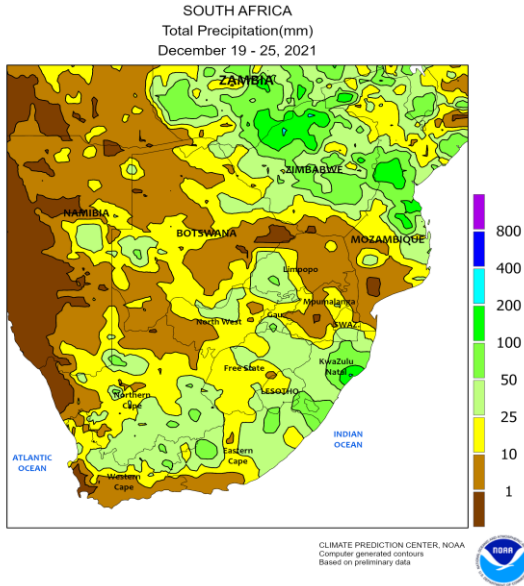 SOUTH AFRICA
Total Precipitation(mm)
December 19 - 25, 2021
ZAMBIA
ZIMBABWE
NAMIBIA
BOTSWANA
MOZAMBIQUE
Limpopo
Mpumalanga
Gau.
North West
SWAZ.
Free State
KwaZulu
Natal
LESOTHO
Northern
Cape
Eastern
Cape
Western
Cape
ATLANTIC
OCEAN
INDIAN
OCEAN
800
400
200
100
50
25
10
1
CLIMATE PREDICTION CENTER, NOAA
Computer generated contours
Based on preliminary data
NOAA